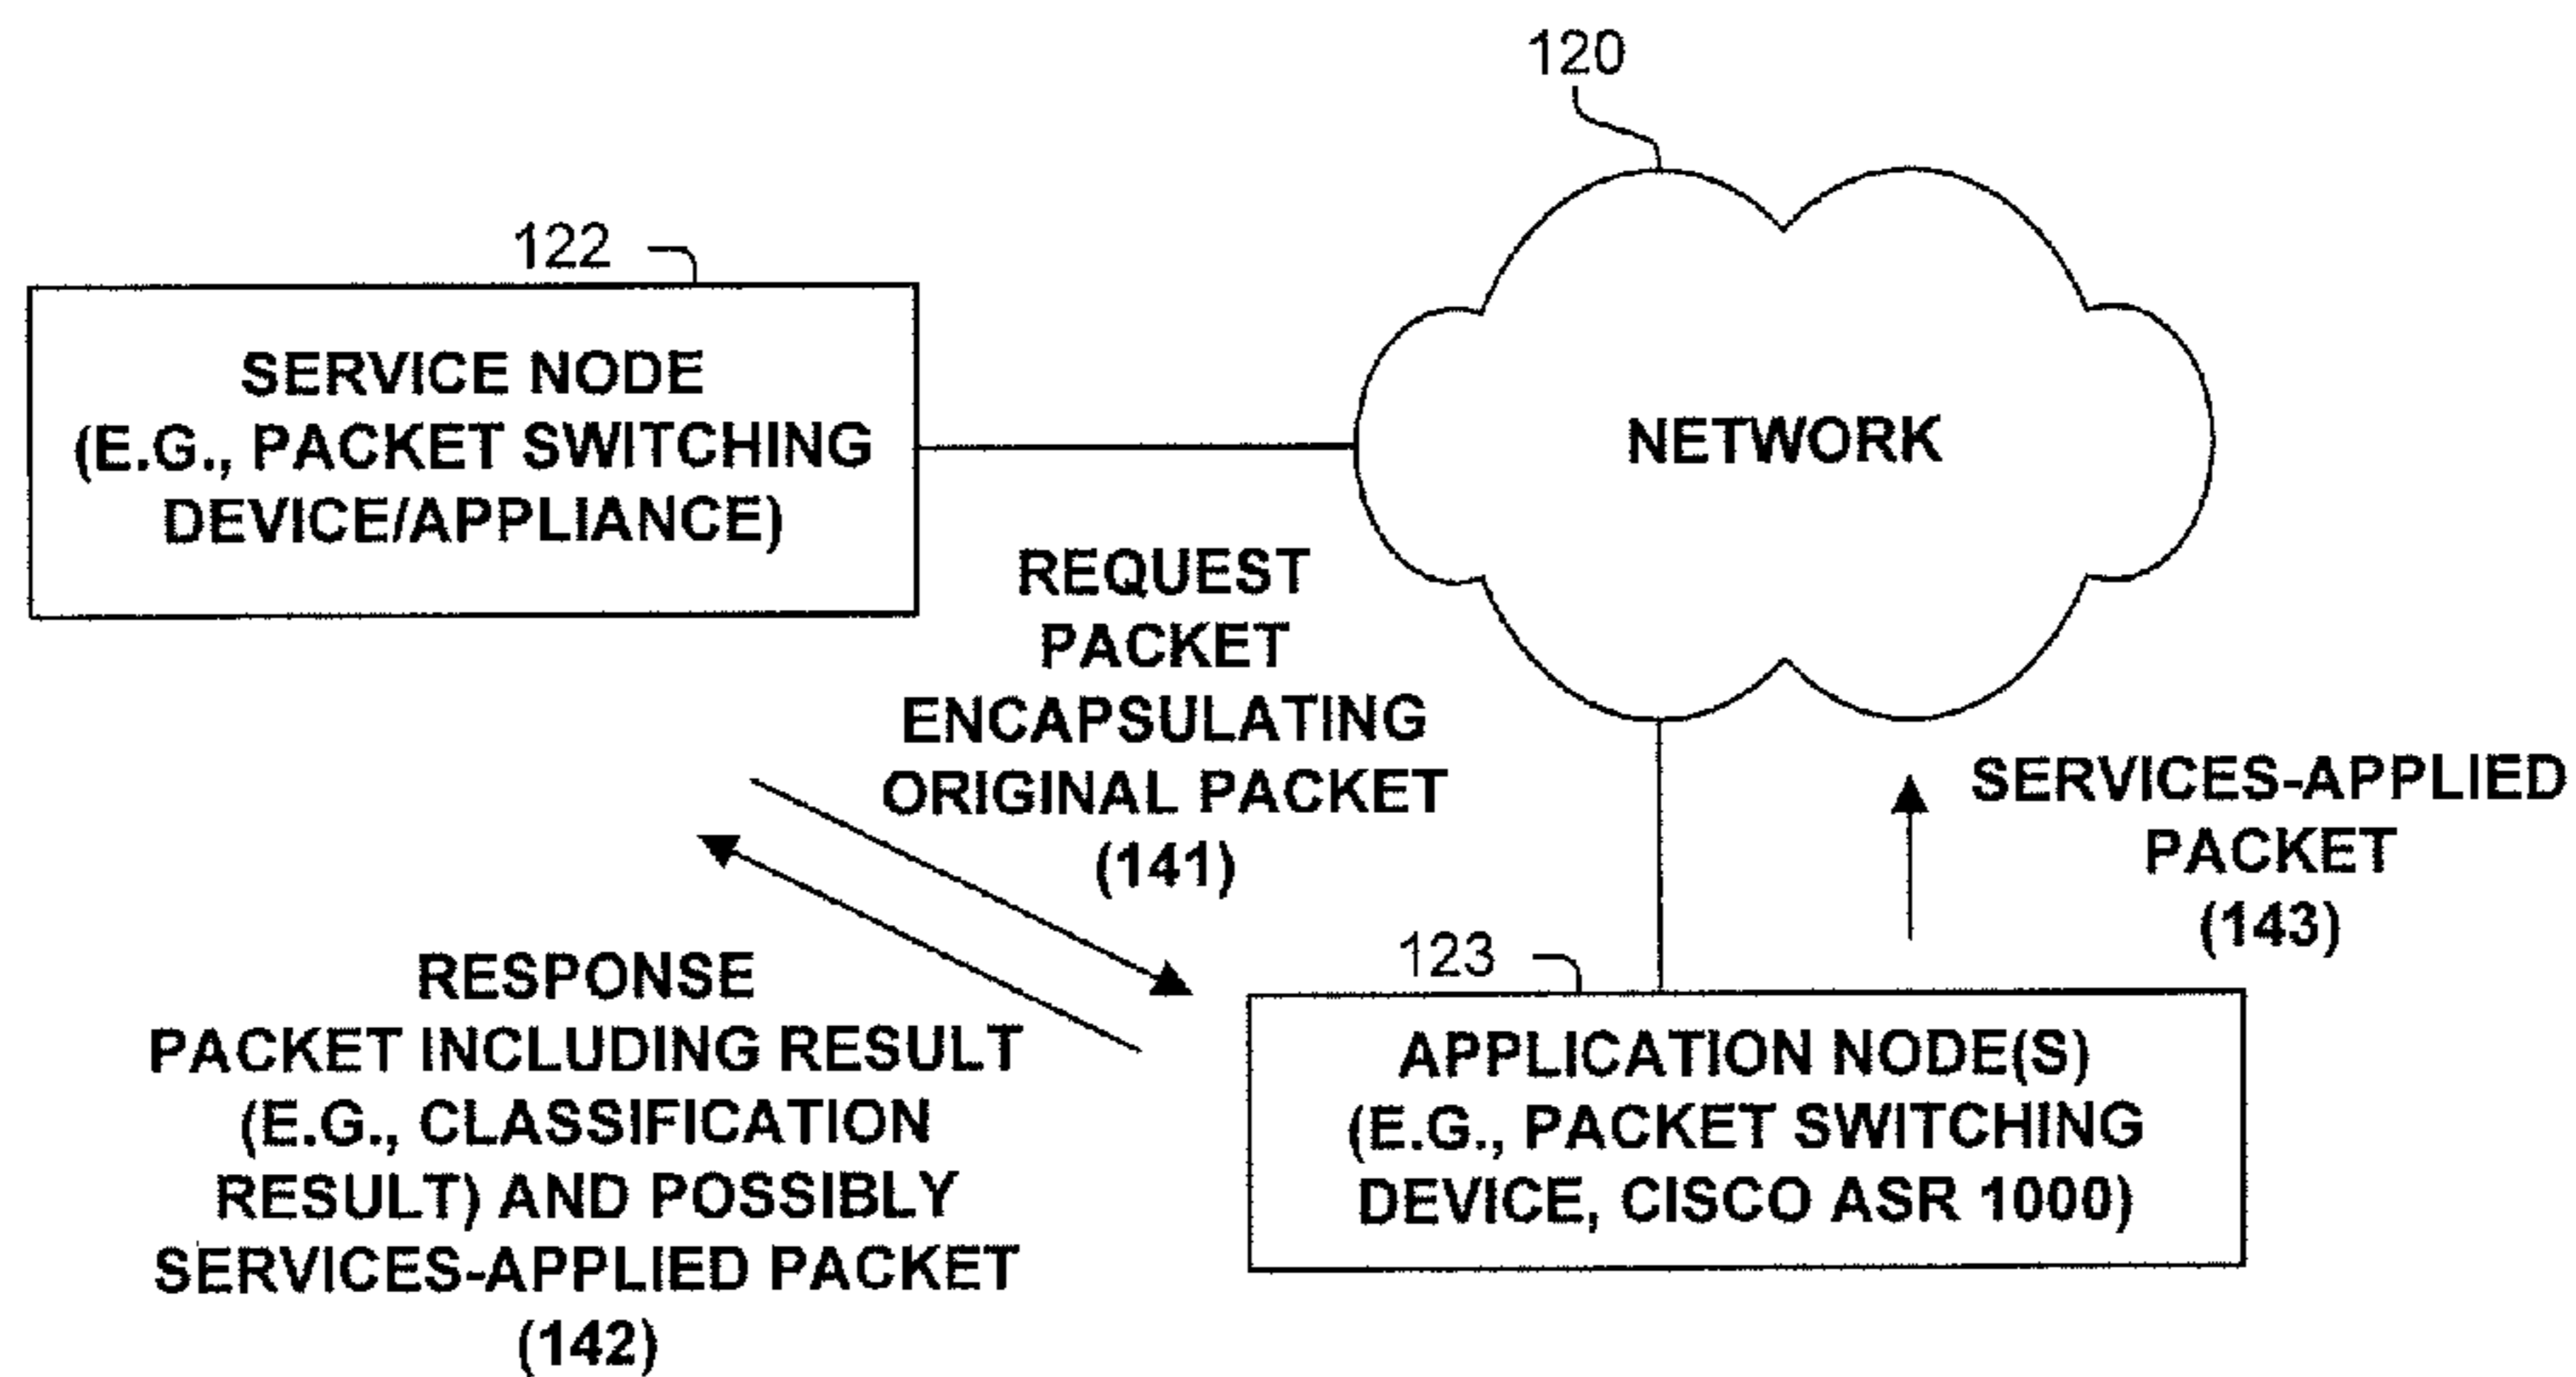 120
122
SERVICE NODE
(E.G., PACKET SWITCHING
DEVICE/APPLIANCE)
NETWORK
REQUEST
PACKET
ENCAPSULATING
ORIGINAL PACKET
(141)
SERVICES-APPLIED
PACKET
(143)
RESPONSE
PACKET INCLUDING RESULT
(E.G., CLASSIFICATION
RESULT) AND POSSIBLY
SERVICES-APPLIED PACKET
(142)
123
APPLICATION NODE(S)
(E.G., PACKET SWITCHING
DEVICE, CISCO ASR 1000)